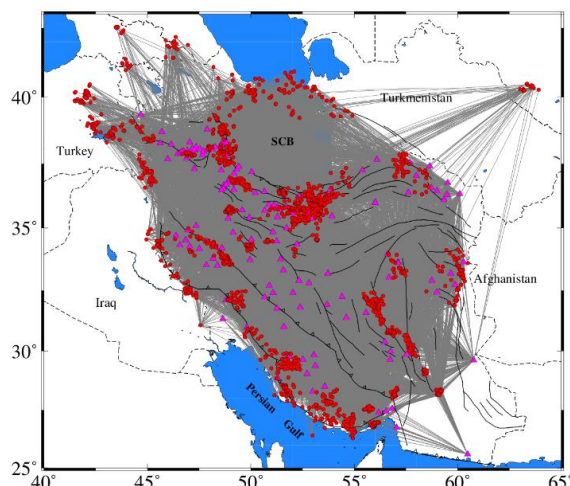 40°
Turkmenistan
SCB
Turkey
35°
Afghanistan
Iraq
30°
Persian Gulf
25°
40° 45° 50° 55° 60° 65°